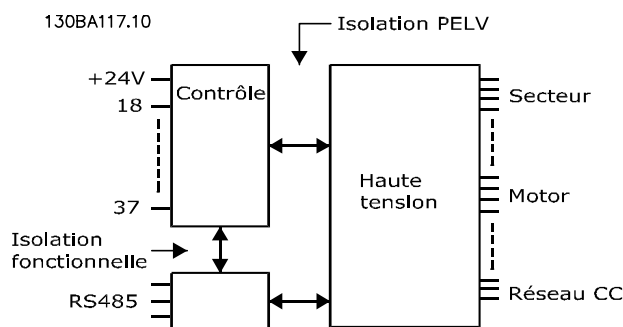 130BA117.10
Isolation PELV
+24V
18
37
Contrôle
Haute
tension
Secteur
Motor
Réseau CC
Isolation
fonctionnelle
RS485